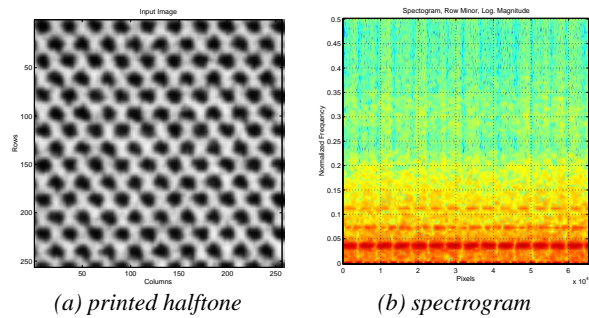 Input Image
50
100
150
200
250
Rows
50 100 150 200 250
Columns
(a) printed halftone
Spectrogram, Row Minor, Log. Magnitude
0.5
0.45
0.4
0.35
0.3
0.25
0.2
0.15
0.1
0.05
0
Normalized Frequency
0 1 2 3 4 5 6
Pixels
x 10⁴
(b) spectrogram